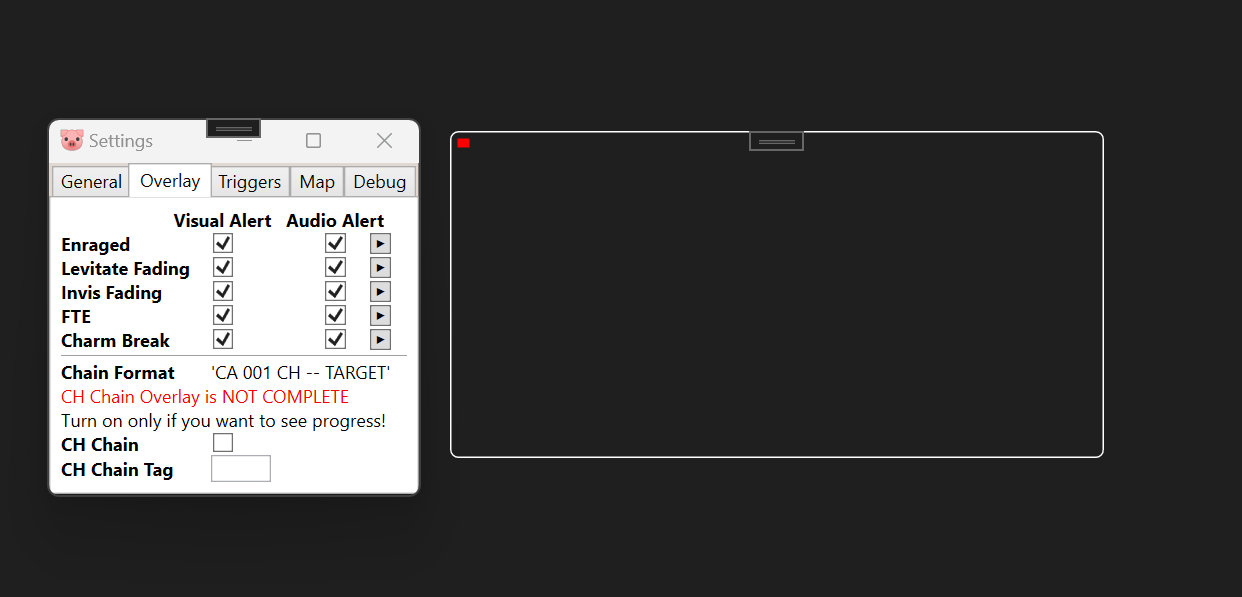 Settings
General Overlay Triggers Map Debug
Visual Alert Audio Alert
Enraged
Levitate Fading
Invis Fading
FTE
Charm Break
Chain Format 'CA 001 CH -- TARGET'
CH Chain Overlay is NOT COMPLETE
Turn on only if you want to see progress!
CH Chain
CH Chain Tag